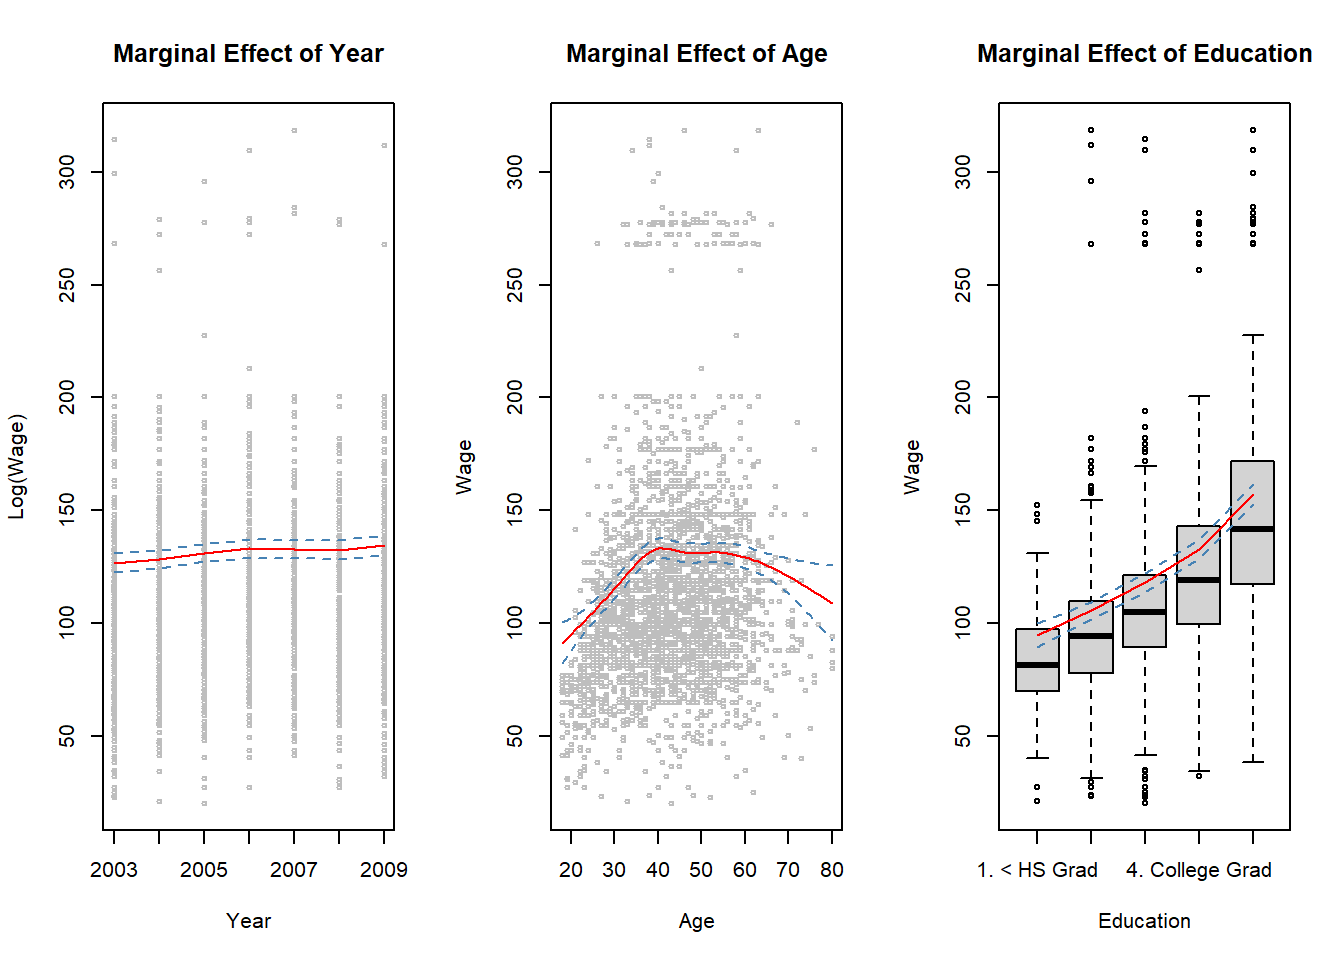 Marginal Effect of Year
Log(Wage)
300
250
200
150
100
50
2003 2005 2007 2009
Year
Marginal Effect of Age
Wage
300
250
200
150
100
50
20 30 40 50 60 70 80
Age
Marginal Effect of Education
Wage
300
250
200
150
100
50
1. < HS Grad 4. College Grad
Education